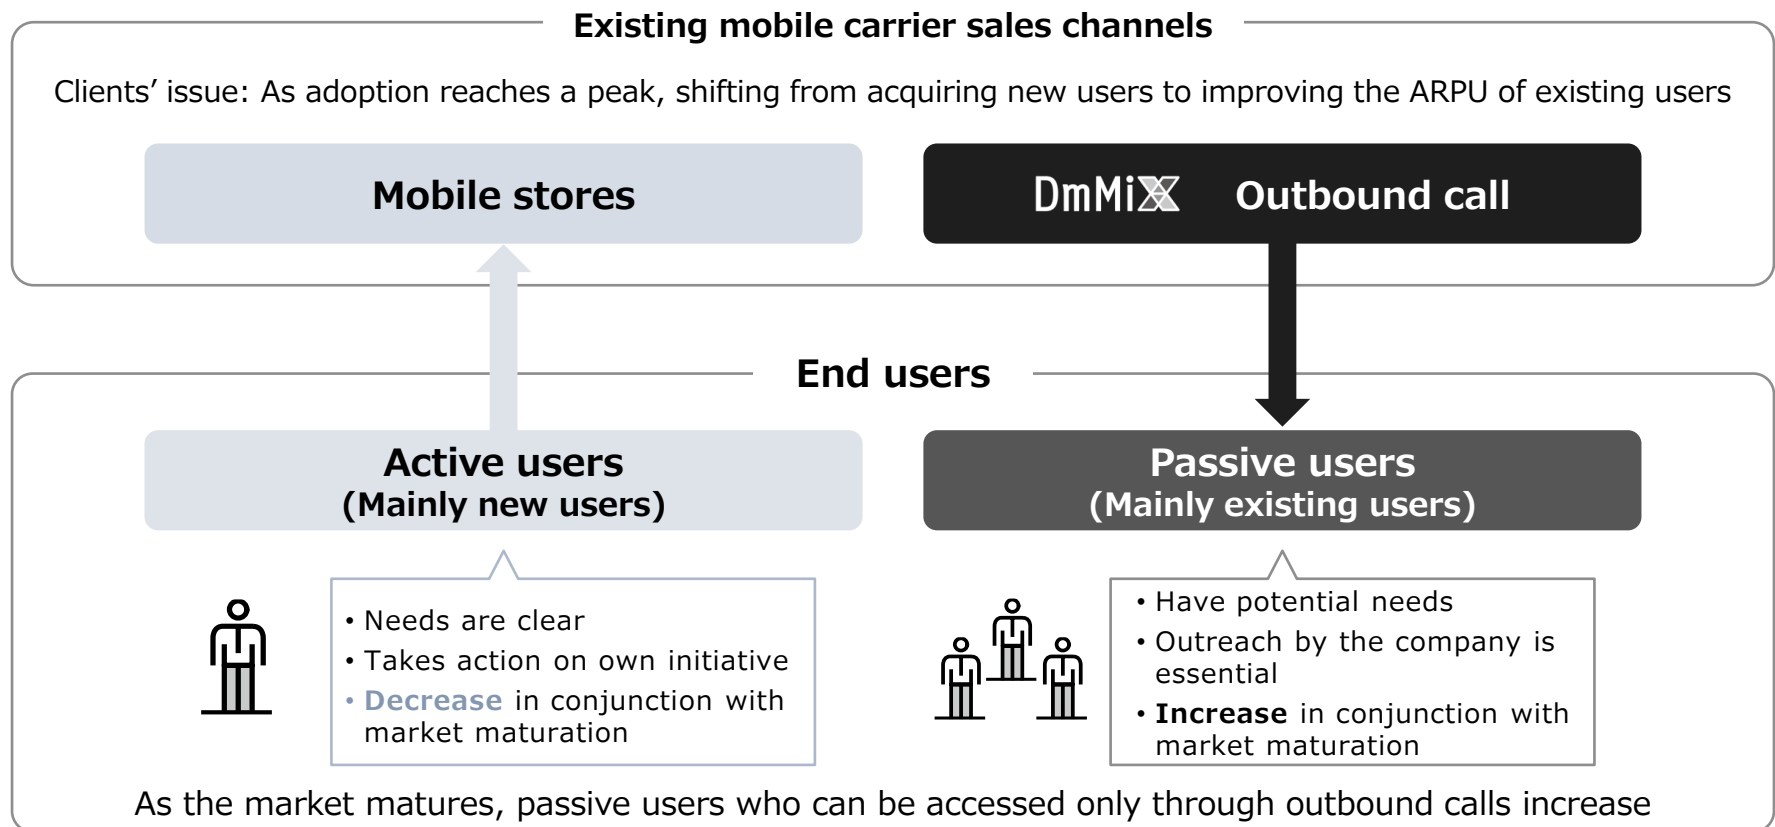 Existing mobile carrier sales channels
Clients’ issue: As adoption reaches a peak, shifting from acquiring new users to improving the ARPU of existing users
Mobile stores
DmMiX Outbound call
End users
Active users
(Mainly new users)
Passive users
(Mainly existing users)
• Needs are clear
• Takes action on own initiative
• Decrease in conjunction with
market maturation
• Have potential needs
• Outreach by the company is
essential
• Increase in conjunction with
market maturation
As the market matures, passive users who can be accessed only through outbound calls increase